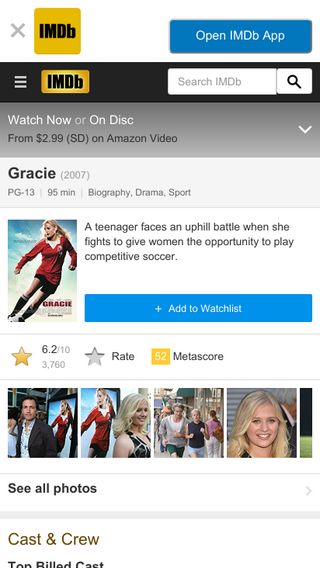 IMDb
Open IMDb App
IMDb
Search IMDb
Watch Now or On Disc
From $2.99 (SD) on Amazon Video
Gracie (2007)
PG-13 | 95 min | Biography, Drama, Sport
GRACIE
A teenager faces an uphill battle when she
fights to give women the opportunity to play
competitive soccer.
+ Add to Watchlist
6.2/10
3,760
Rate
52 Metascore
See all photos
Cast & Crew
Top Billed Cast